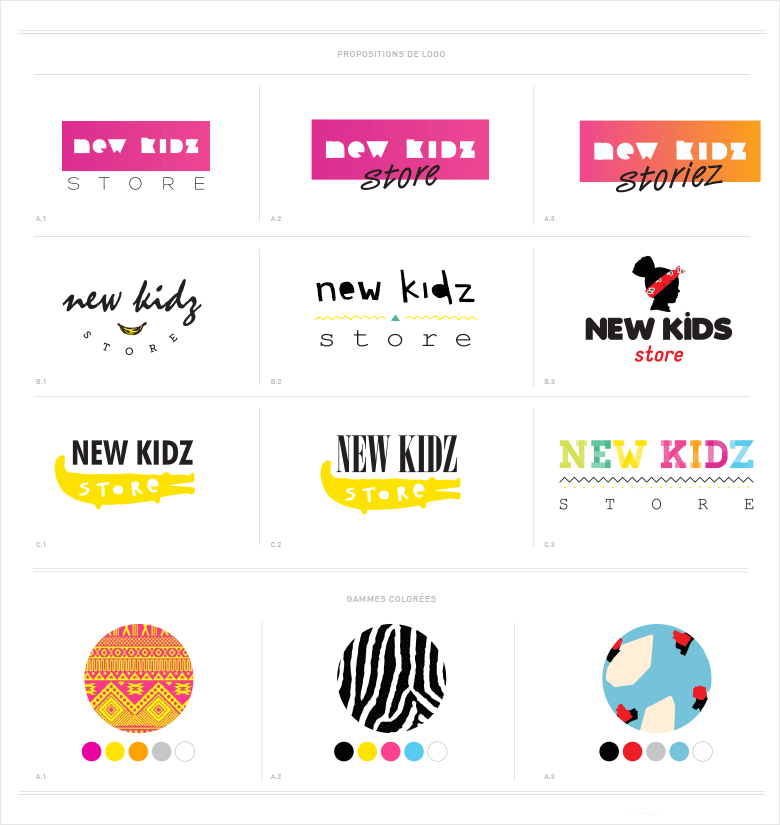 PROPOSITIONS DE LOGO
new kidz
STORE
A.1
new kidz
store
A.2
new kidz
storiez
A.3
new kidz
STORE
B.1
new kidz
store
B.2
NEW KiDS
store
B.3
NEW KIDZ
SToRe
C.1
NEW KIDZ
SToRe
C.2
NEW KIDZ
STORE
C.3
GAMMES COLORÉES
A.1
A.2
A.3